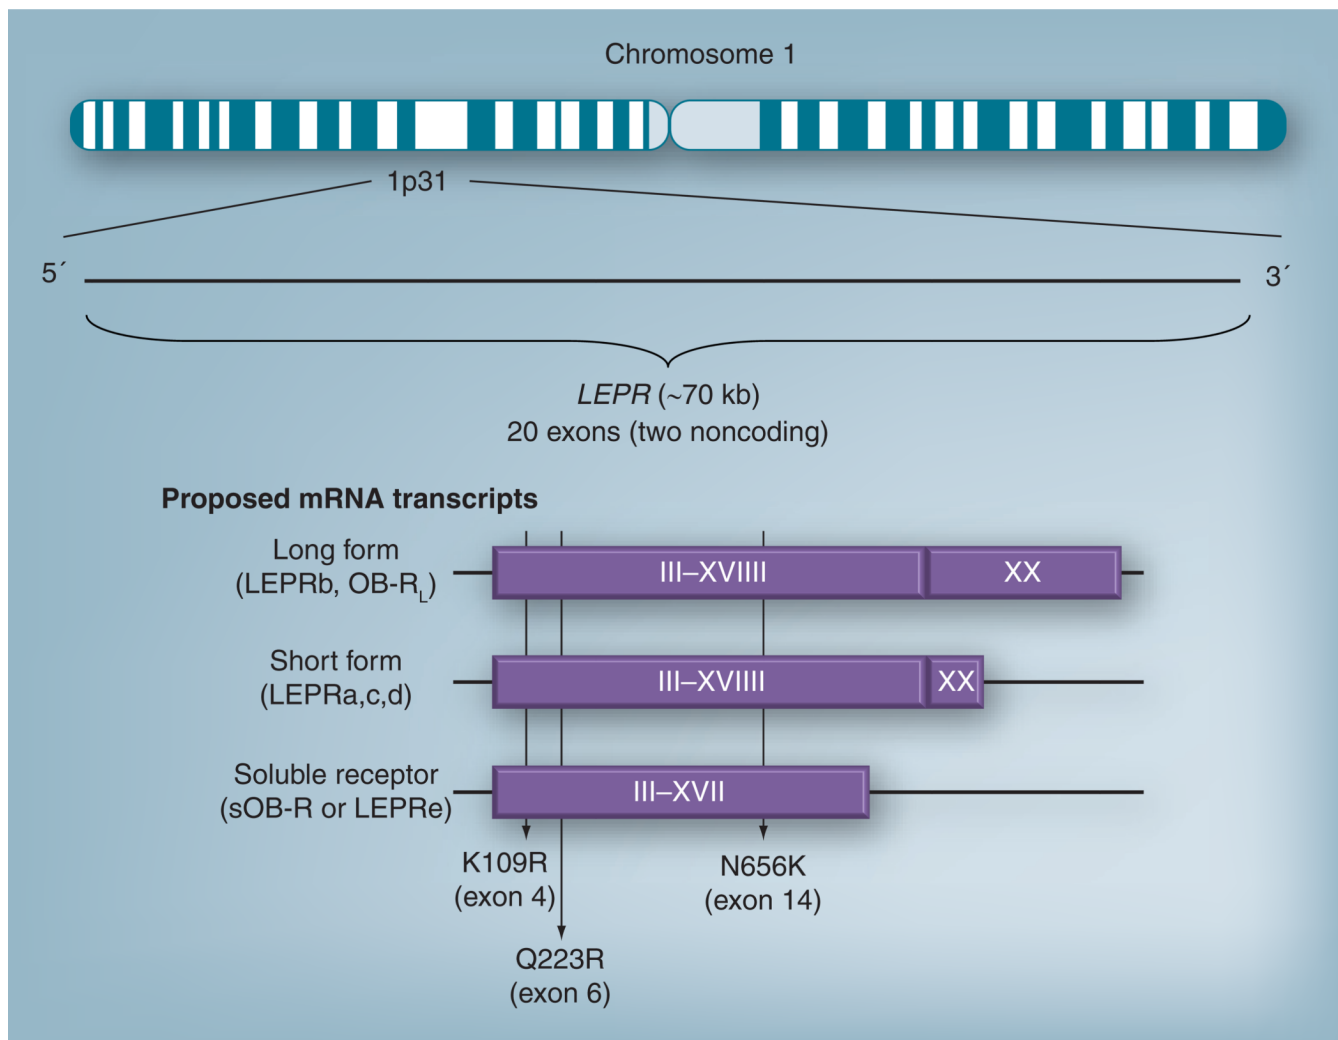 Chromosome 1
1p31
5´
3´
LEPR (~70 kb)
20 exons (two noncoding)
Proposed mRNA transcripts
Long form
(LEPRb, OB-RL)
III–XVIIII
XX
Short form
(LEPRa,c,d)
III–XVIIII
XX
Soluble receptor
(sOB-R or LEPRe)
III–XVII
K109R
(exon 4)
N656K
(exon 14)
Q223R
(exon 6)